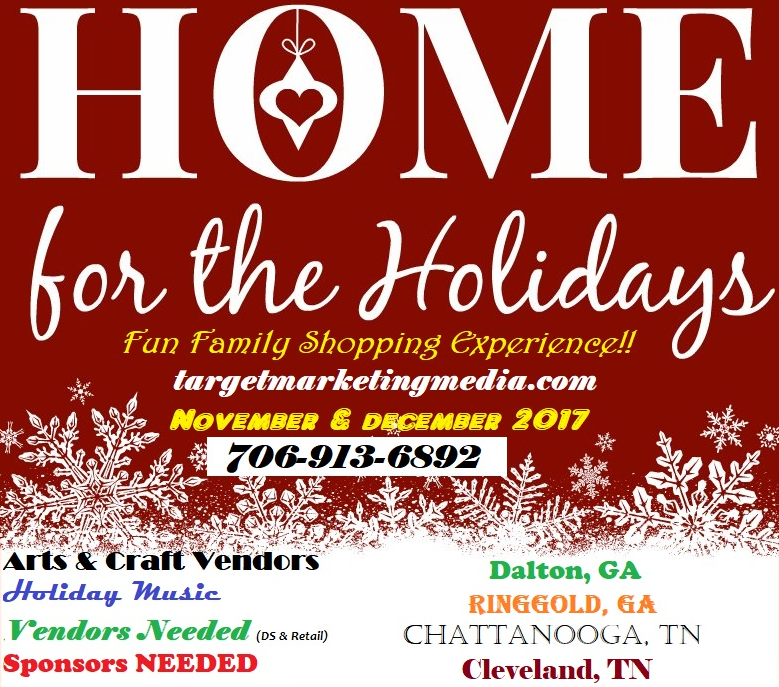 HOME
for the Holidays
Fun Family Shopping Experience!!
targetmarketingmedia.com
November & december 2017
706-913-6892
Arts & Craft Vendors
Holiday Music
Vendors Needed (DS & Retail)
Sponsors NEEDED
Dalton, GA
RINGGOLD, GA
CHATTANOOGA, TN
Cleveland, TN